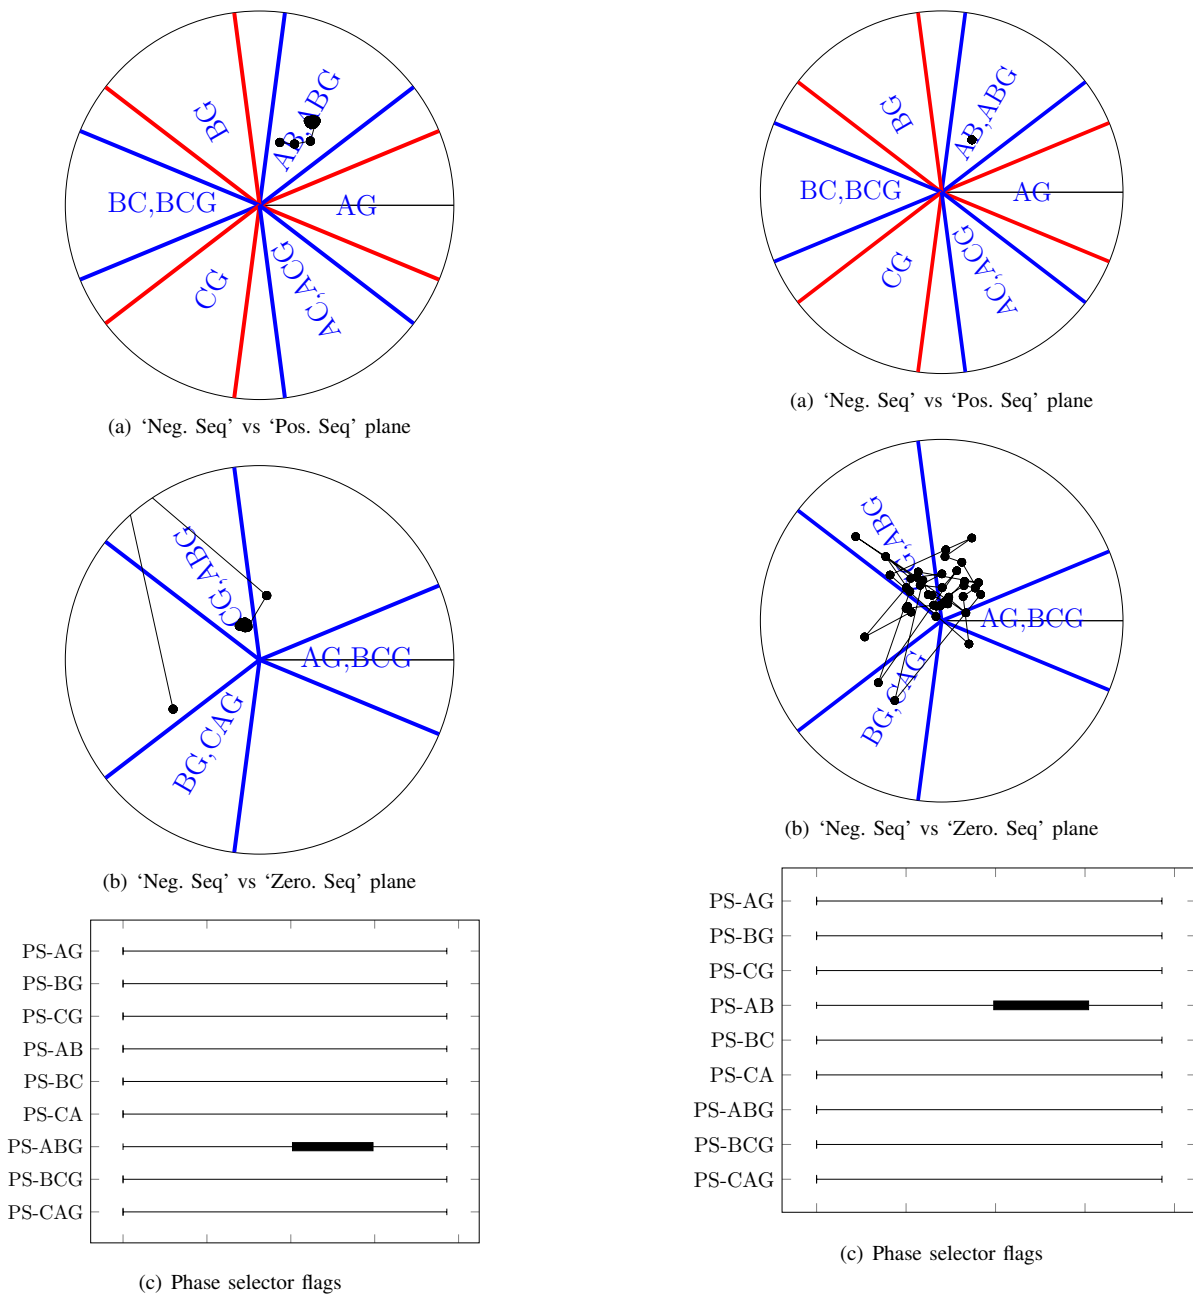 BG
AB,ABG
BC,BCG
AG
CG
AC,ACG
(a) ‘Neg. Seq’ vs ‘Pos. Seq’ plane
CG,ABG
AG,BCG
BG,CAG
(b) ‘Neg. Seq’ vs ‘Zero. Seq’ plane
PS-AG
PS-BG
PS-CG
PS-AB
PS-BC
PS-CA
PS-ABG
PS-BCG
PS-CAG
(c) Phase selector flags
BG
AB,ABG
BC,BCG
AG
CG
AC,ACG
(a) ‘Neg. Seq’ vs ‘Pos. Seq’ plane
AG,BCG
BG,CAG
(b) ‘Neg. Seq’ vs ‘Zero. Seq’ plane
PS-AG
PS-BG
PS-CG
PS-AB
PS-BC
PS-CA
PS-ABG
PS-BCG
PS-CAG
(c) Phase selector flags